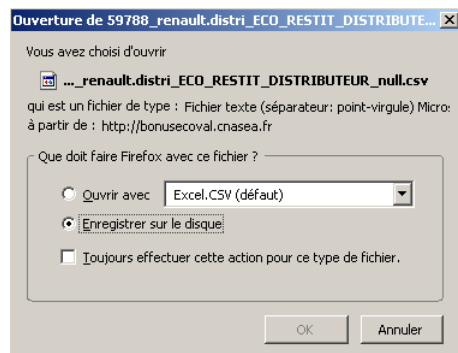 Ouverture de 59788_renault.distri_ECO_RESTIT_DISTRIBUTE...
Vous avez choisi d'ouvrir
..._renault.distri_ECO_RESTIT_DISTRIBUTEUR_null.csv
qui est un fichier de type : Fichier texte (séparateur: point-virgule) Micros
à partir de : http://bonusecoval.cnasea.fr
Que doit faire Firefox avec ce fichier ?
Ouvrir avec Excel.CSV (défaut)
Enregistrer sur le disque
Toujours effectuer cette action pour ce type de fichier.
OK Annuler